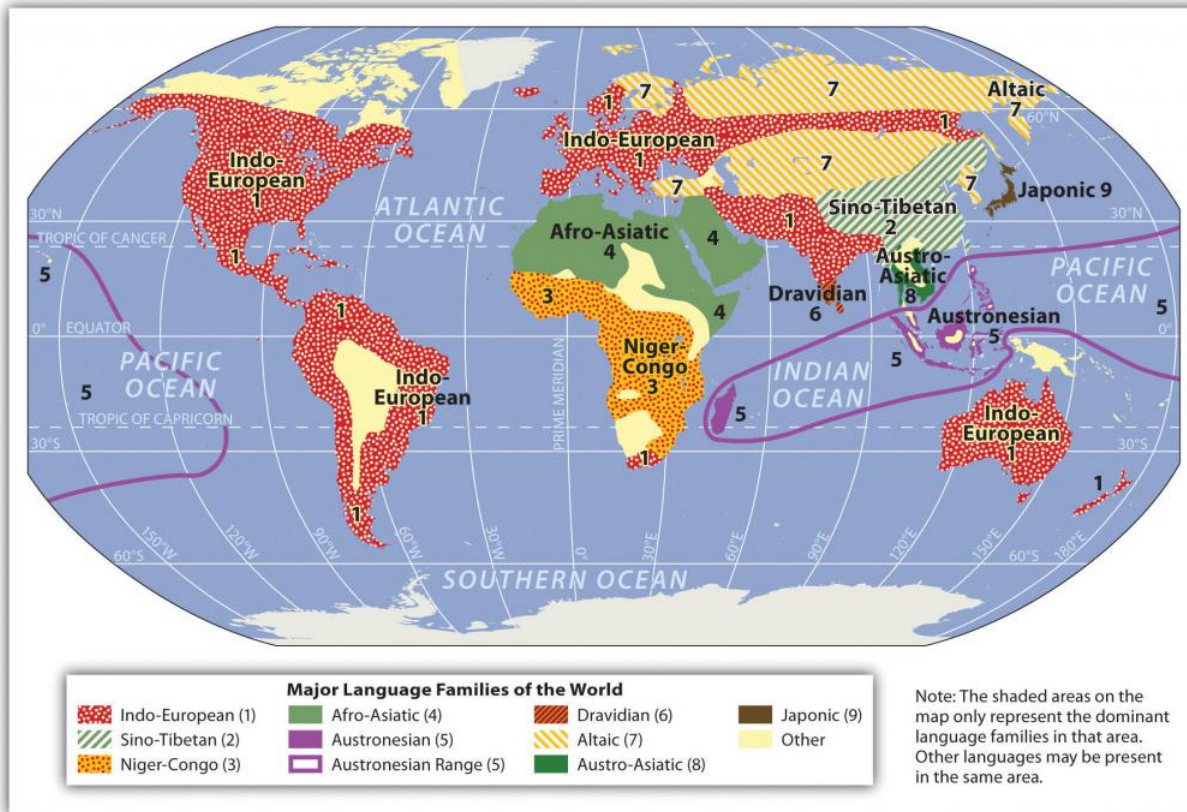 Altaic
7
7
7
1
60°N
1
Indo-European
1
Indo-
European
1
7
7
7
Japonic 9
ATLANTIC
OCEAN
Sino-Tibetan
2
1
30°N
30°N
TROPIC OF CANCER
Afro-Asiatic
4
4
1
5
Austro-
Asiatic
8
PACIFIC
OCEAN
Dravidian
6
3
4
1
Austronesian
5
5
0°
EQUATOR
0°
Niger-
Congo
3
5
PACIFIC
OCEAN
5
Indo-
European
1
PRIME MERIDIAN
INDIAN
OCEAN
5
TROPIC OF CAPRICORN
Indo-
European
1
30°S
30°S
1
1
1
60°S
150°W
120°W
90°W
60°W
30°W
0°
30°E
60°E
90°E
120°E
150°E
60°S
180°E
SOUTHERN OCEAN
Major Language Families of the World
Indo-European (1)
Sino-Tibetan (2)
Niger-Congo (3)
Afro-Asiatic (4)
Austronesian (5)
Austronesian Range (5)
Dravidian (6)
Altaic (7)
Austro-Asiatic (8)
Japonic (9)
Other
Note: The shaded areas on the
map only represent the dominant
language families in that area.
Other languages may be present
in the same area.